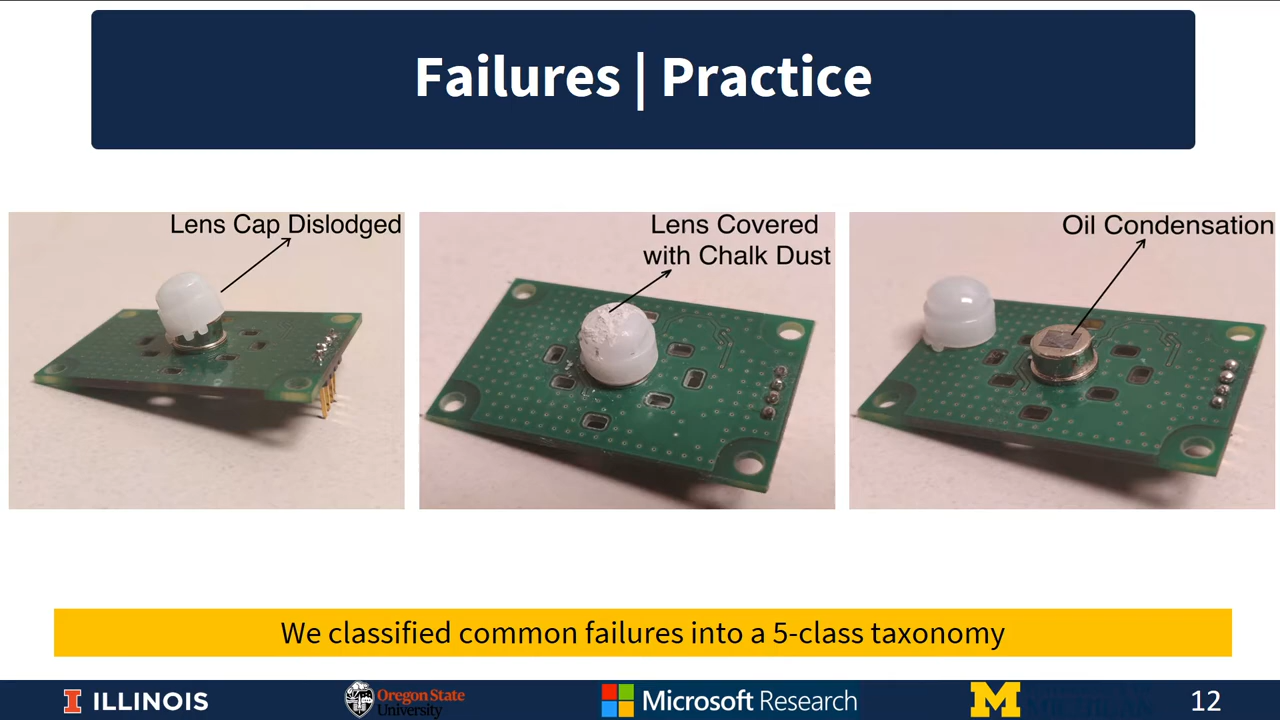 Failures | Practice
Lens Cap Dislodged
Lens Covered
with Chalk Dust
Oil Condensation
We classified common failures into a 5-class taxonomy
I ILLINOIS
Oregon State
University
Microsoft Research
M
MICHIGAN
12